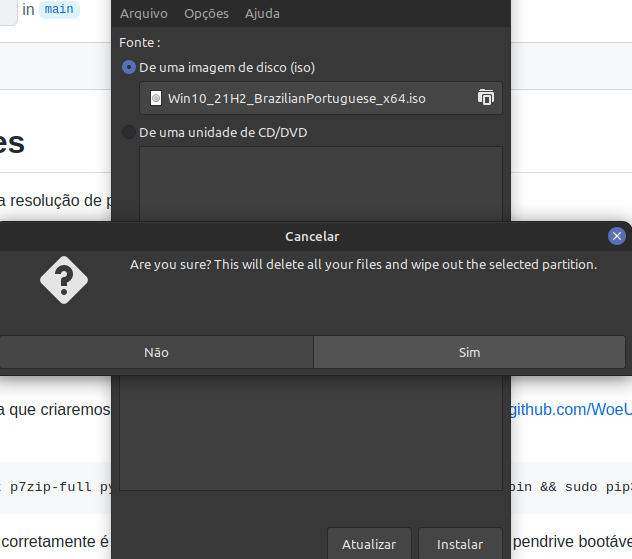 in main
Arquivo Opções Ajuda
Fonte :
De uma imagem de disco (iso)
Win10_21H2_BrazilianPortuguese_x64.iso
De uma unidade de CD/DVD
es
a resolução de p
Cancelar
Are you sure? This will delete all your files and wipe out the selected partition.
Não Sim
a que criaremos github.com/WoeU
p7zip-full py bin && sudo pip3
corretamente é pendrive bootáve
Atualizar Instalar